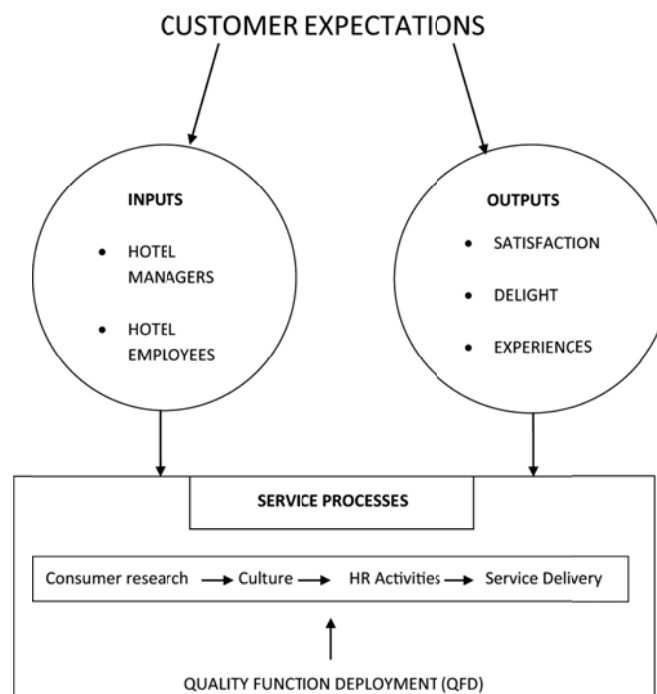 CUSTOMER EXPECTATIONS
INPUTS
• HOTEL
MANAGERS
• HOTEL
EMPLOYEES
OUTPUTS
• SATISFACTION
• DELIGHT
• EXPERIENCES
SERVICE PROCESSES
Consumer research → Culture → HR Activities → Service Delivery
QUALITY FUNCTION DEPLOYMENT (QFD)